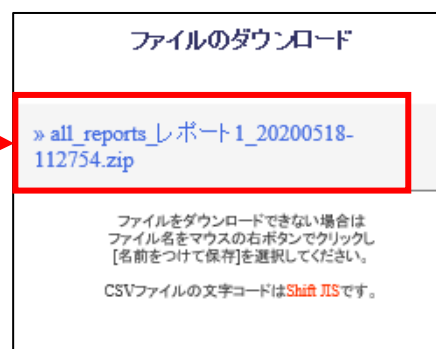 ファイルのダウンロード
» all_reports_レポート1_20200518-
112754.zip
ファイルをダウンロードできない場合は
ファイル名をマウスの右ボタンでクリックし
[名前をつけて保存]を選択してください。
CSVファイルの文字コードはShift JISです。